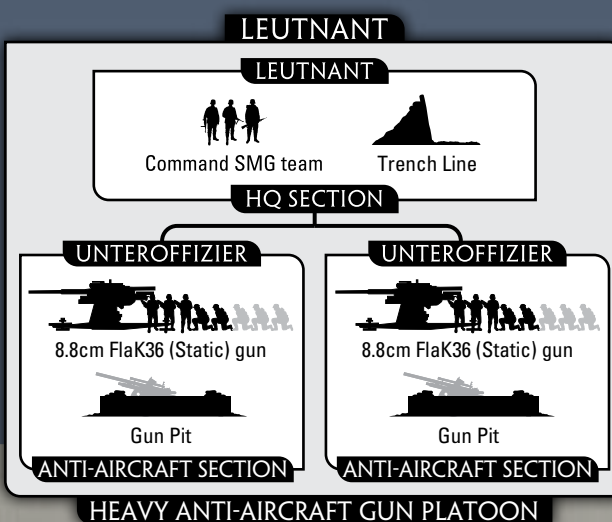 LEUTNANT
LEUTNANT
Command SMG team Trench Line
HQ SECTION
UNTEROFFIZIER UNTEROFFIZIER
8.8cm FlaK36 (Static) gun 8.8cm FlaK36 (Static) gun
Gun Pit Gun Pit
ANTI-AIRCRAFT SECTION ANTI-AIRCRAFT SECTION
HEAVY ANTI-AIRCRAFT GUN PLATOON